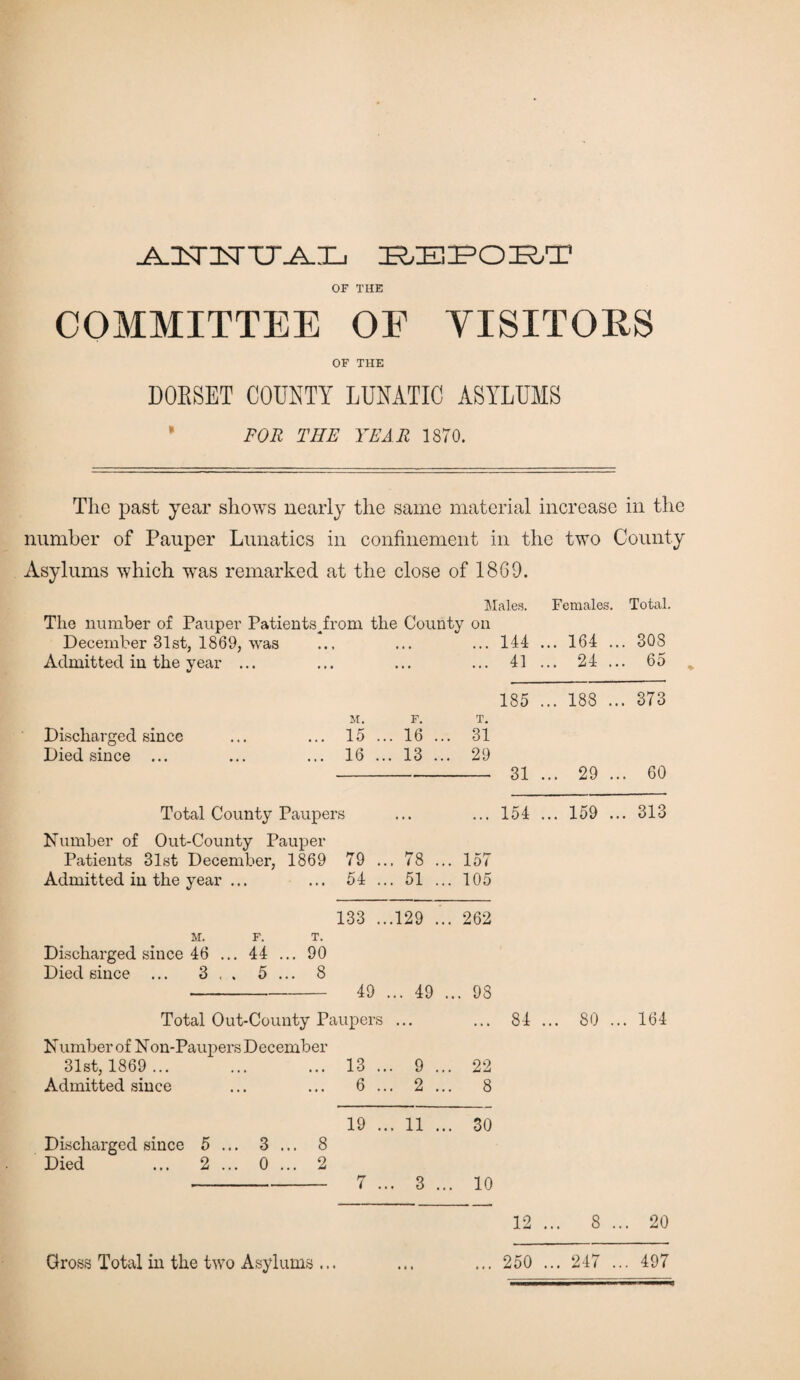 ANNUAL REPORT
OF THE
COMMITTEE OF VISITORS
OF THE
DORSET COUNTY LUNATIC ASYLUMS
FOR THE YEAR 1870.
The past year shows nearly the same material increase in the
number of Pauper Lunatics in confinement in the two County
Asylums which was remarked at the close of 1869.
Males. Females. Total.
The number of Pauper Patients from the County on
December 31st, 1869, was ... ... ... 144 ... 164 ... 308
Admitted in the year ... ... ... ... 41 ... 24 ... 65
185 ... 188 ... 373
M. F. T.
Discharged since ... ... 15 ... 16 ... 31
Died since ... ... ... 16 ... 13 ... 29
31 ... 29 ... 60
Total County Paupers ... ... 154 ... 159 ... 313
Number of Out-County Pauper
Patients 31st December, 1869 79 ... 78 ... 157
Admitted in the year ... ... 54 ... 51 ... 105
133 ...129 ... 262
M. F. T.
Discharged since 46 ... 44 ... 90
Died since ... 3 . . 5 ... 8
49 ... 49 ... 98
Total Out-County Paupers ... ... 84 ... 80 ... 164
Number of Non-Paupers December
31st, 1869 ... ... ... 13 ... 9 ... 22
Admitted since ... ... 6 ... 2 ... 8
19 ... 11 ... 30
Discharged since 5 ... 3 ... 8
Died ... 2 ... 0 ... 2
7 ... 3 ... 10
12 ... 8 ... 20
Gross Total in the two Asylums ... ... ... 250 ... 247 ... 497